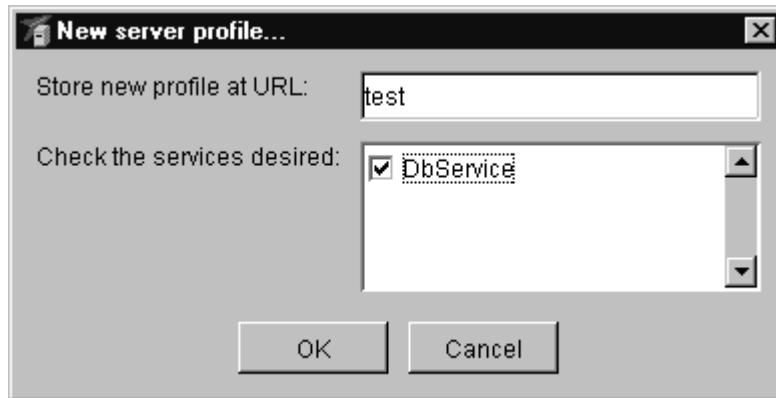 New server profile...
Store new profile at URL:
test
Check the services desired:
DbService
OK
Cancel